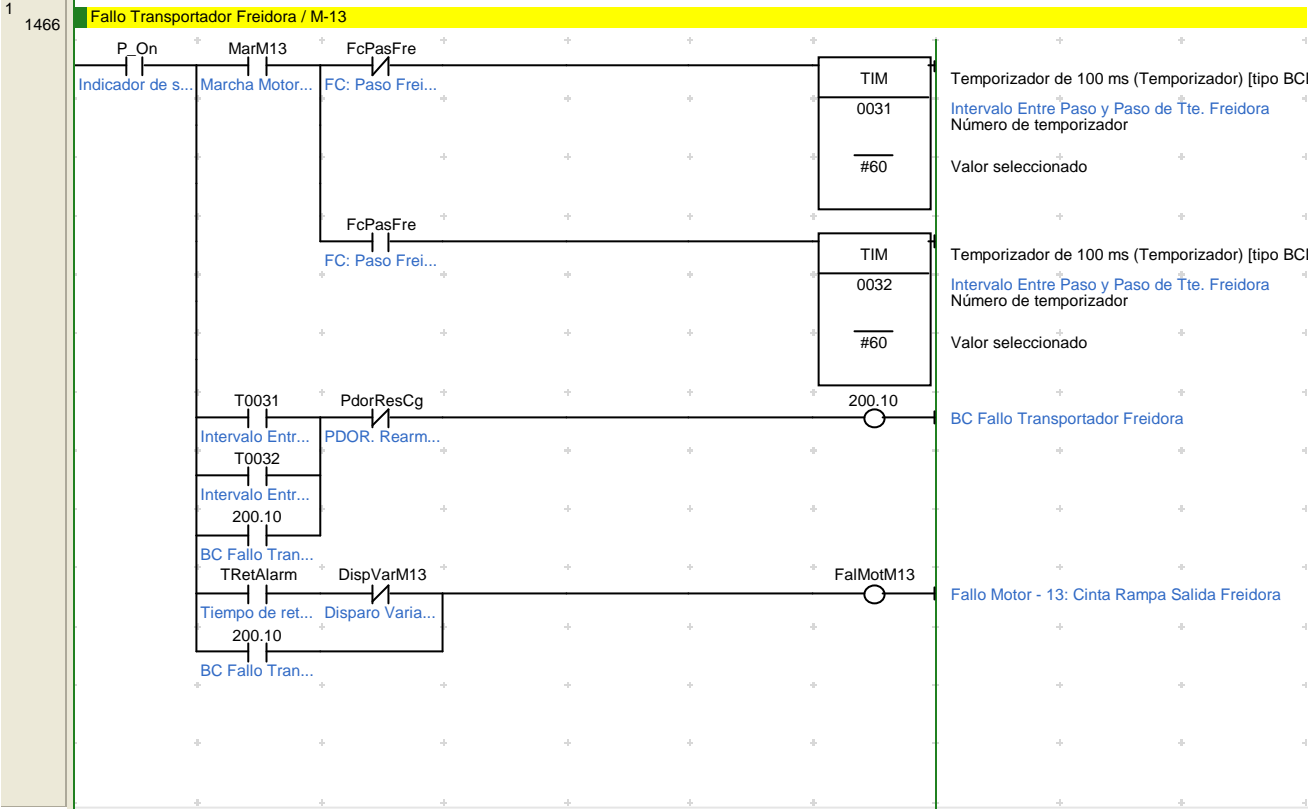 1
1466
Fallo Transportador Freidora / M-13
P_On
MarM13
FcPasFre
Indicador de s...
Marcha Motor...
FC: Paso Frei...
TIM
Temporizador de 100 ms (Temporizador) [tipo BC
0031
Intervalo Entre Paso y Paso de Tte. Freidora
Número de temporizador
#60
Valor seleccionado
FcPasFre
FC: Paso Frei...
TIM
Temporizador de 100 ms (Temporizador) [tipo BC
0032
Intervalo Entre Paso y Paso de Tte. Freidora
Número de temporizador
#60
Valor seleccionado
T0031
PdorResCg
200.10
Intervalo Entr...
PDOR. Rearm...
BC Fallo Transportador Freidora
T0032
Intervalo Entr...
200.10
BC Fallo Tran...
TRetAlarm
DispVarM13
FalMotM13
Tiempo de ret...
Disparo Varia...
Fallo Motor - 13: Cinta Rampa Salida Freidora
200.10
BC Fallo Tran...